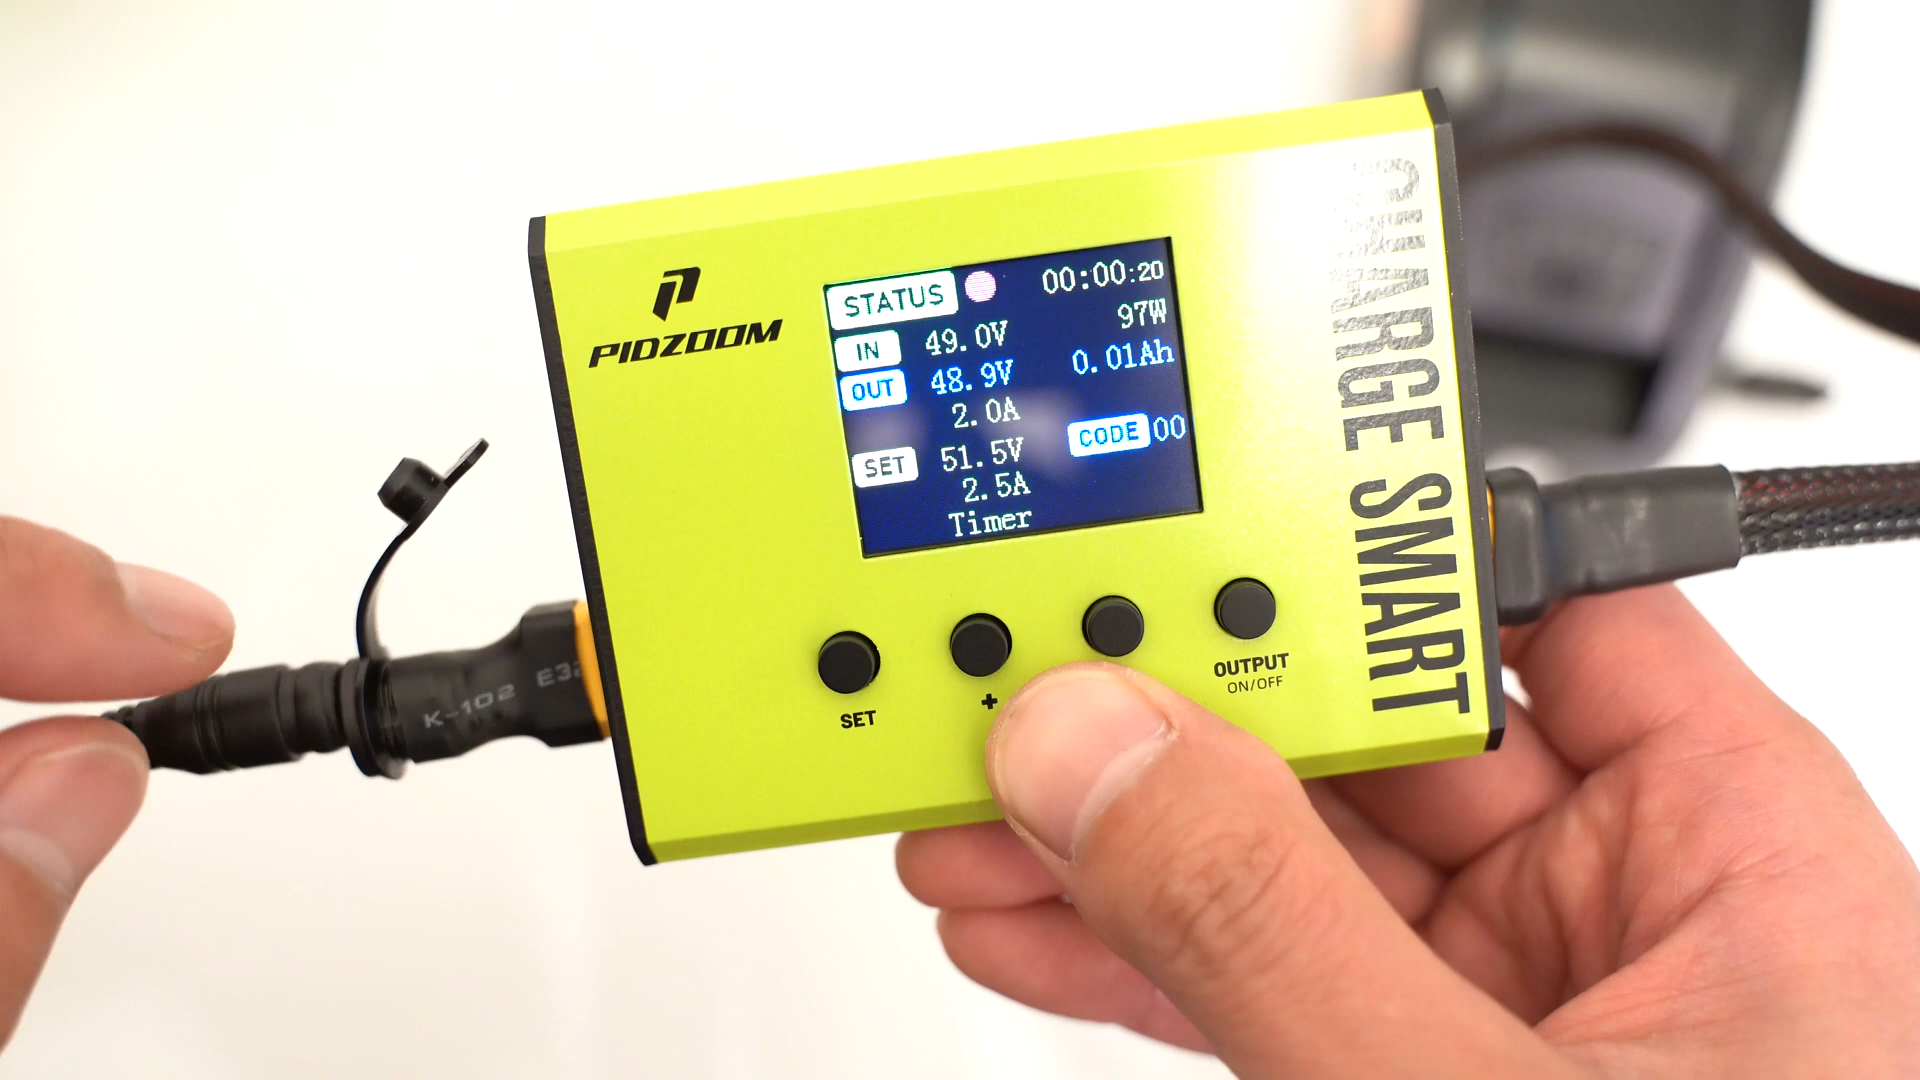 PIDZOOM
STATUS 00:00:20
IN 49.0V 97W
OUT 48.9V 0.01Ah
2.0A
CODE 00
SET 51.5V
2.5A
Timer
SET
+
OUTPUT
ON/OFF
CHARGE SMART
K-102 E32